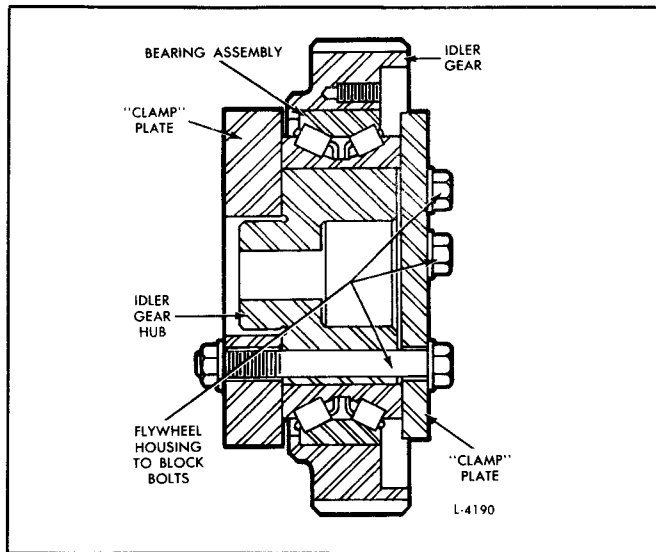 BEARING ASSEMBLY
IDLER
GEAR
"CLAMP"
PLATE
IDLER
GEAR
HUB
FLYWHEEL
HOUSING
TO BLOCK
BOLTS
"CLAMP"
PLATE
L-4190